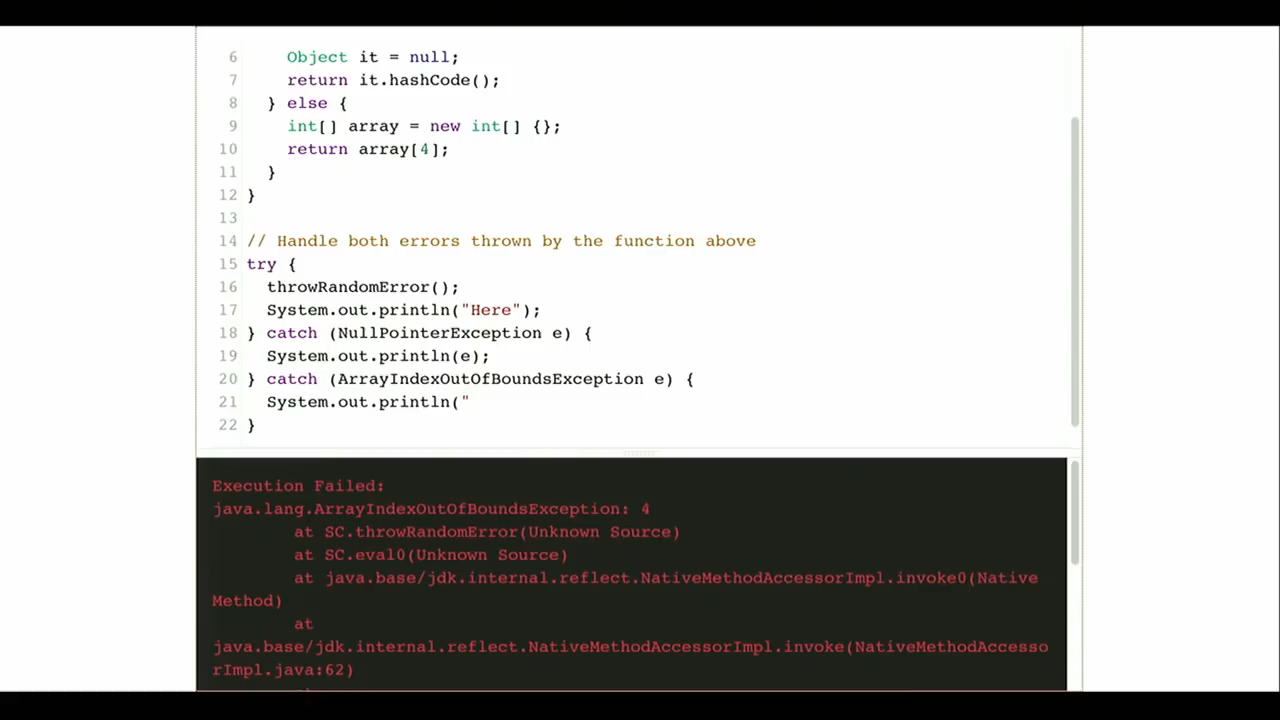 6 Object it = null;
7 return it.hashCode();
8 } else {
9 int[] array = new int[] {};
10 return array[4];
11 }
12 }
13
14 // Handle both errors thrown by the function above
15 try {
16 throwRandomError();
17 System.out.println("Here");
18 } catch (NullPointerException e) {
19 System.out.println(e);
20 } catch (ArrayIndexOutOfBoundsException e) {
21 System.out.println("
22 }
Execution Failed:
java.lang.ArrayIndexOutOfBoundsException: 4
at SC.throwRandomError(Unknown Source)
at SC.eval0(Unknown Source)
at java.base/jdk.internal.reflect.NativeMethodAccessorImpl.invoke0(Native
Method)
at
java.base/jdk.internal.reflect.NativeMethodAccessorImpl.invoke(NativeMethodAccesso
rImpl.java:62)